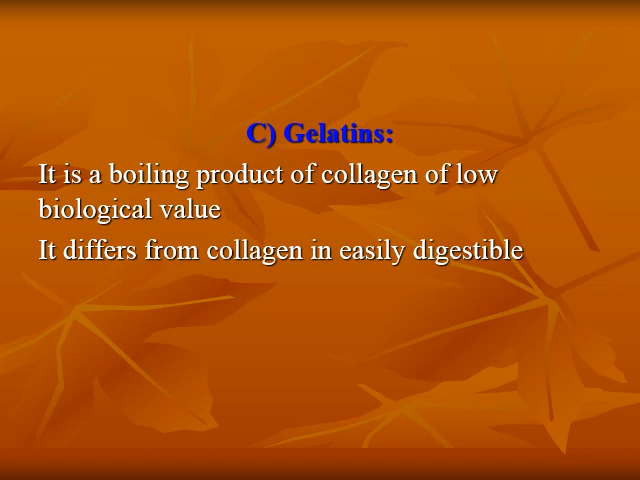 C) Gelatins:
It is a boiling product of collagen of low
biological value
It differs from collagen in easily digestible